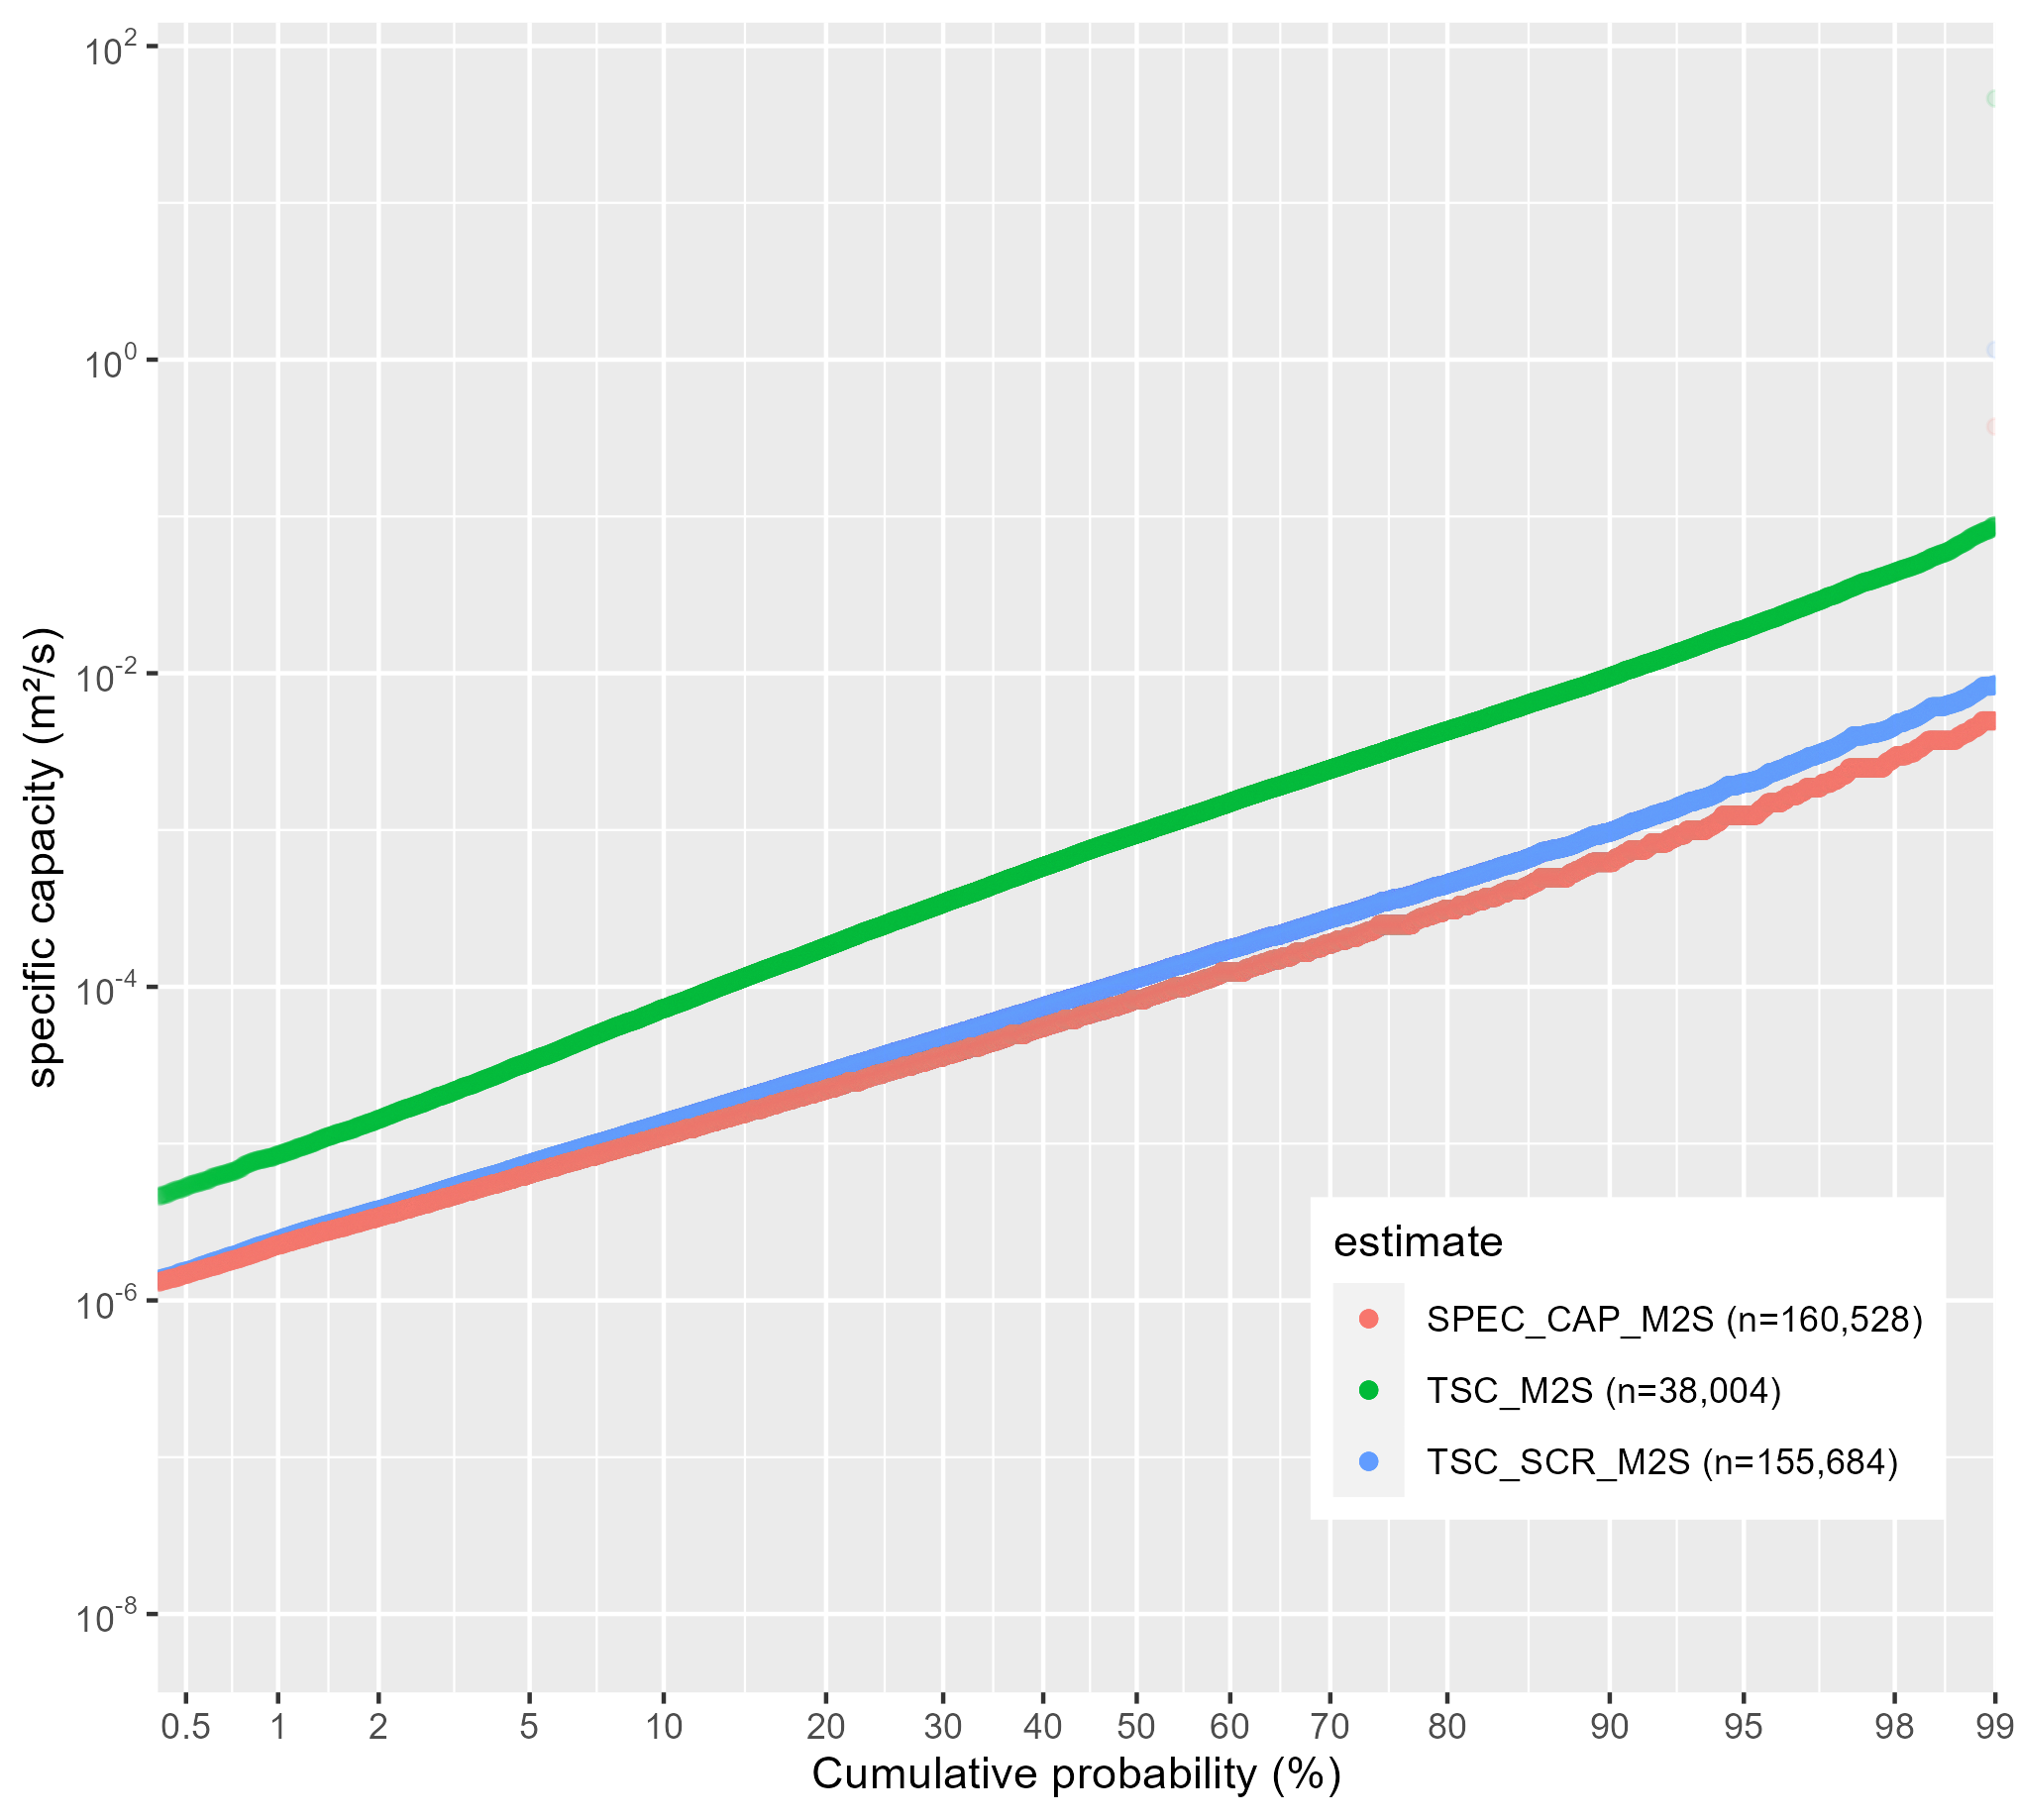 10²
10⁰
10⁻²
10⁻⁴
10⁻⁶
10⁻⁸
specific capacity (m²/s)
estimate
SPEC_CAP_M2S (n=160,528)
TSC_M2S (n=38,004)
TSC_SCR_M2S (n=155,684)
0.5 1 2 5 10 20 30 40 50 60 70 80 90 95 98 99
Cumulative probability (%)